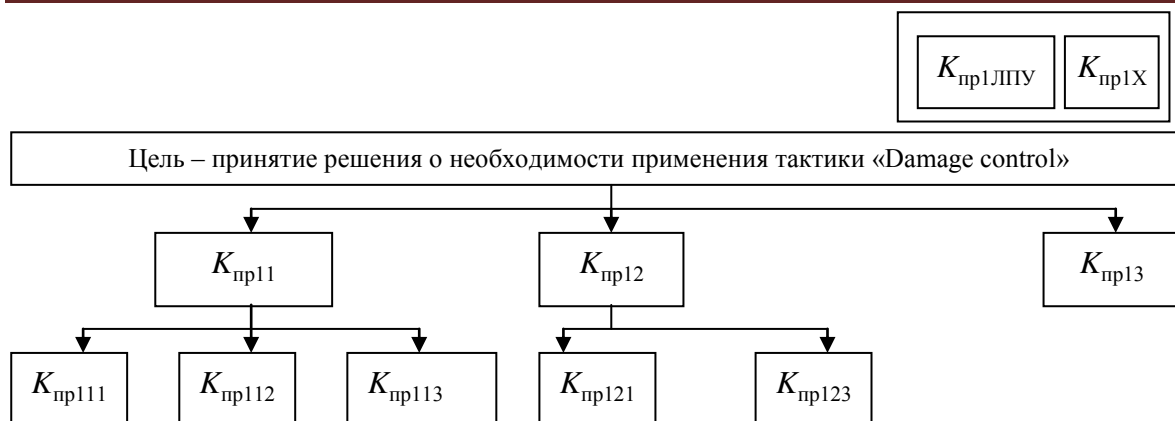 Kпр1ЛПУ Kпр1Х
Цель – принятие решения о необходимости применения тактики «Damage control»
Kпр11 Kпр12 Kпр13
Kпр111 Kпр112 Kпр113 Kпр121 Kпр123